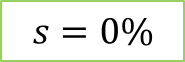 s = 0%